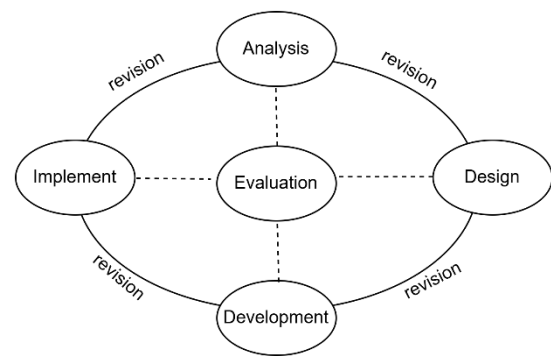 Analysis
revision
revision
Implement
Evaluation
Design
revision
revision
Development